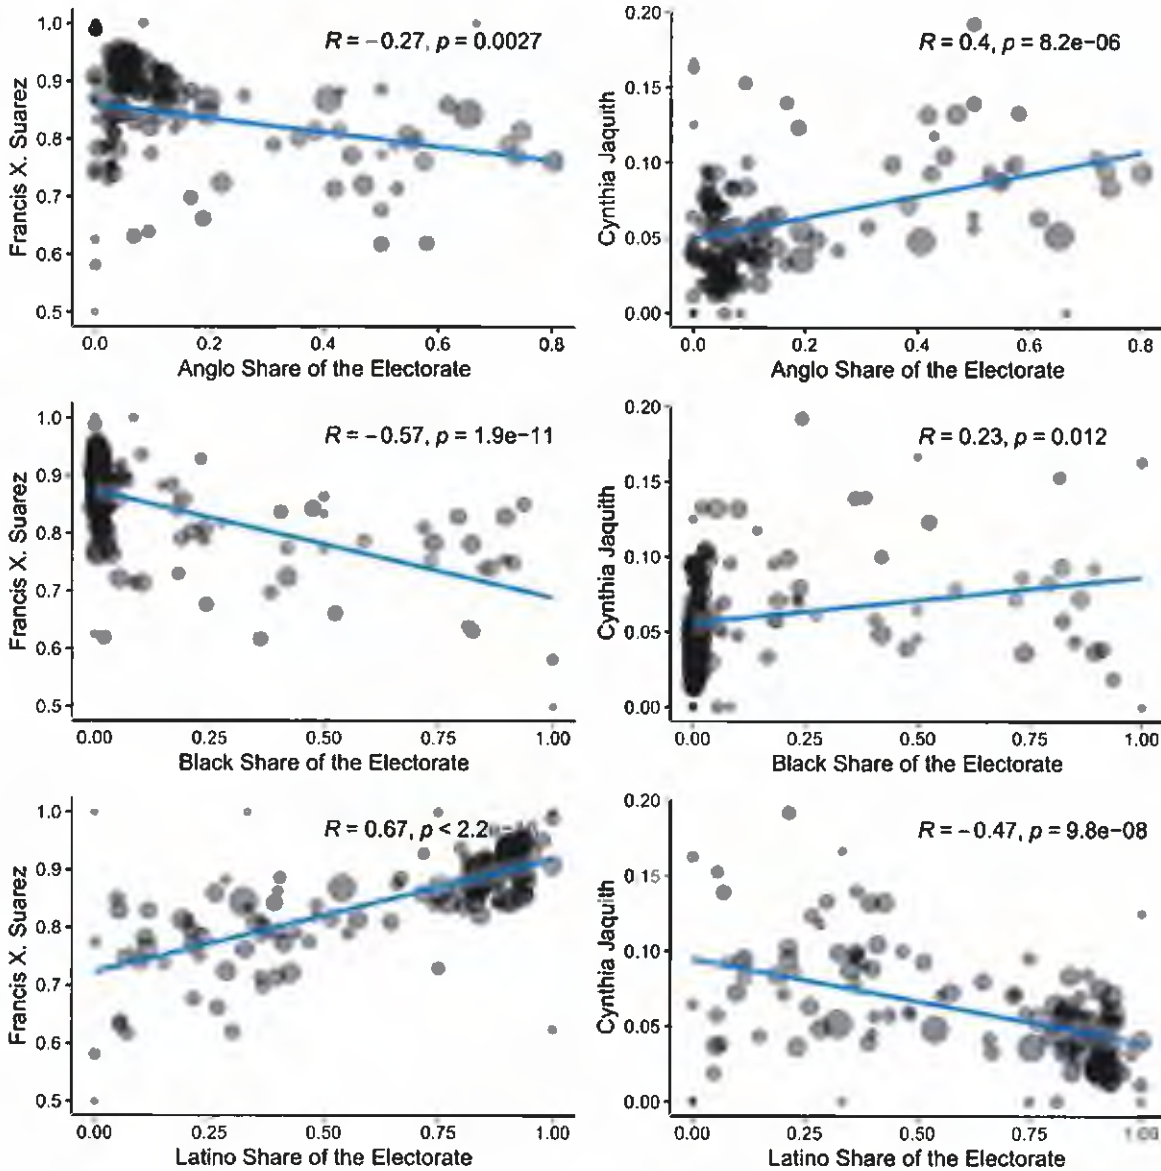 R = −0.27, p = 0.0027
Francis X. Suarez
1.0
0.9
0.8
0.7
0.6
0.5
0.0 0.2 0.4 0.6 0.8
Anglo Share of the Electorate
R = 0.4, p = 8.2e−06
Cynthia Jaquith
0.20
0.15
0.10
0.05
0.00
0.0 0.2 0.4 0.6 0.8
Anglo Share of the Electorate
R = −0.57, p = 1.9e−11
Francis X. Suarez
1.0
0.9
0.8
0.7
0.6
0.5
0.00 0.25 0.50 0.75 1.00
Black Share of the Electorate
R = 0.23, p = 0.012
Cynthia Jaquith
0.20
0.15
0.10
0.05
0.00
0.00 0.25 0.50 0.75 1.00
Black Share of the Electorate
R = 0.67, p < 2.2
Francis X. Suarez
1.0
0.9
0.8
0.7
0.6
0.5
0.00 0.25 0.50 0.75 1.00
Latino Share of the Electorate
R = −0.47, p = 9.8e−08
Cynthia Jaquith
0.20
0.15
0.10
0.05
0.00
0.00 0.25 0.50 0.75 1.00
Latino Share of the Electorate